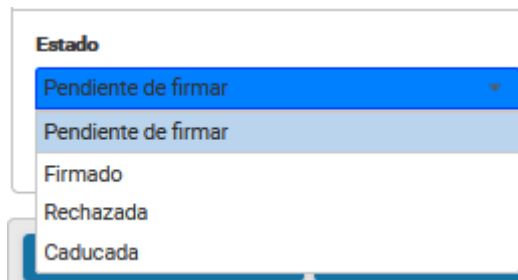 Estado
Pendiente de firmar
Pendiente de firmar
Firmado
Rechazada
Caducada